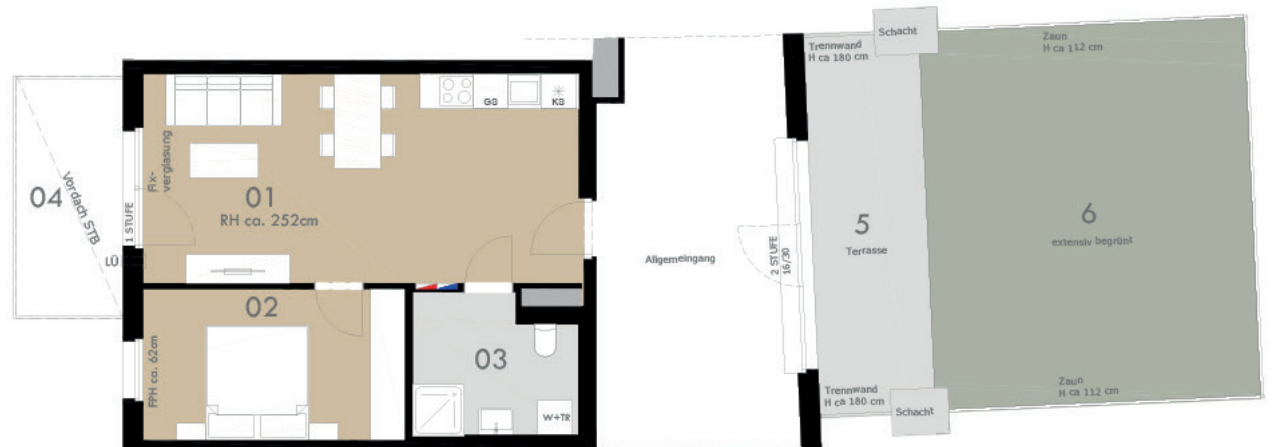 04
Vordach STB
LÜ
1 STUFE
Fix-
verglasung
01
RH ca. 252cm
GS
KS
02
FPH ca. 62cm
03
W+TR
Allgemeingang
2 STUFE
16/30
Trennwand
H ca 180 cm
Schacht
5
Terrasse
Trennwand
H ca 180 cm
Schacht
Zaun
H ca 112 cm
6
extensiv begrünt
Zaun
H ca 112 cm